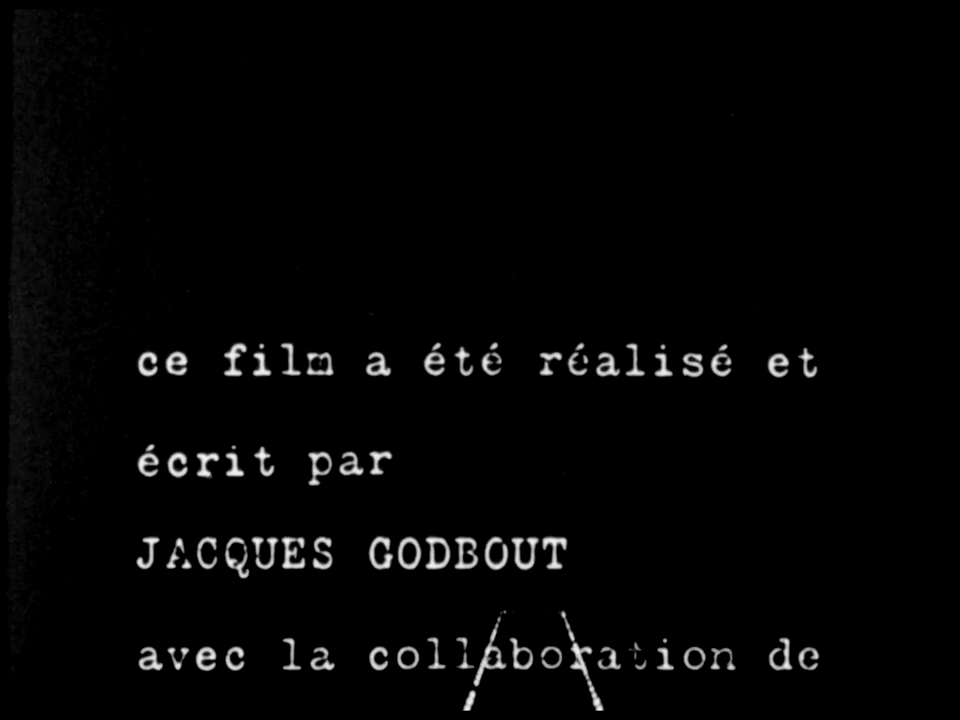 ce film a été réalisé et
écrit par
JACQUES GODBOUT
avec la collaboration de